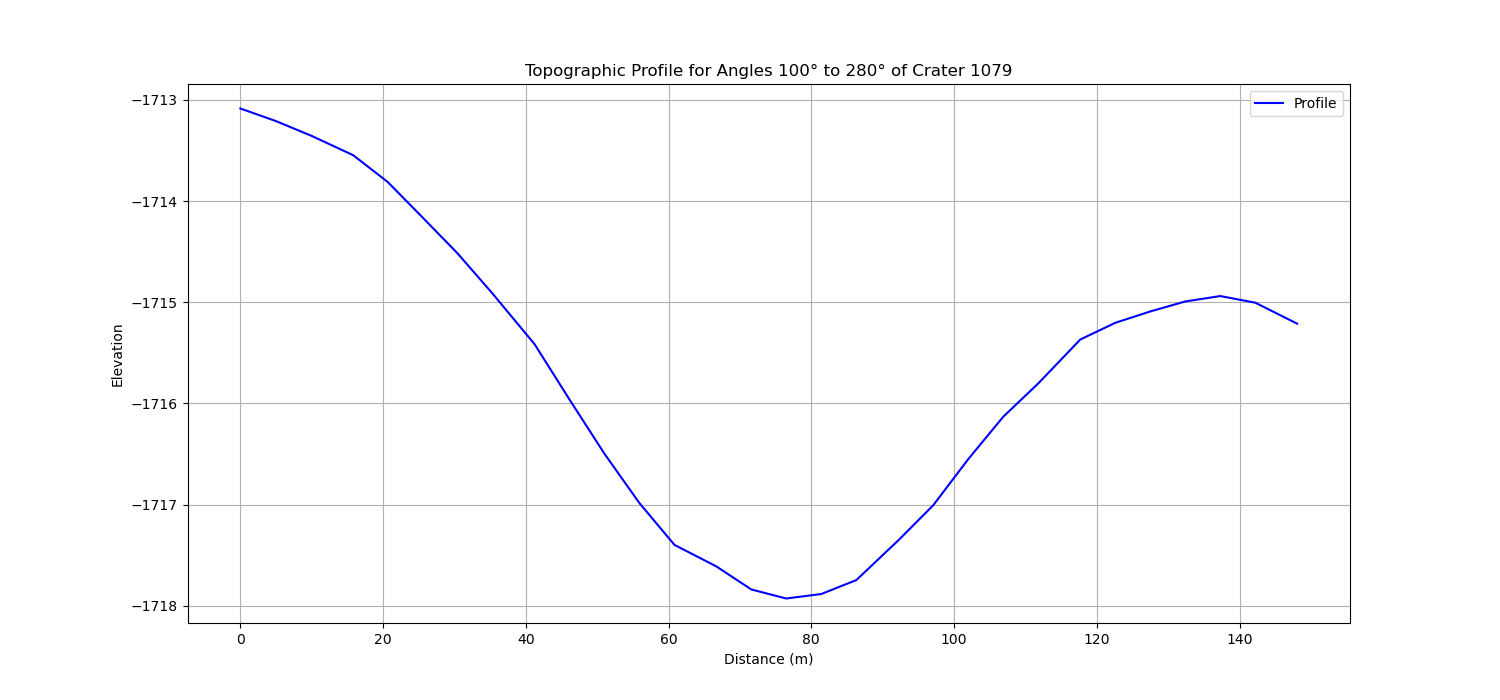 Topographic Profile for Angles 100° to 280° of Crater 1079
Profile
−1713
−1714
−1715
−1716
−1717
−1718
Elevation
0 20 40 60 80 100 120 140
Distance (m)